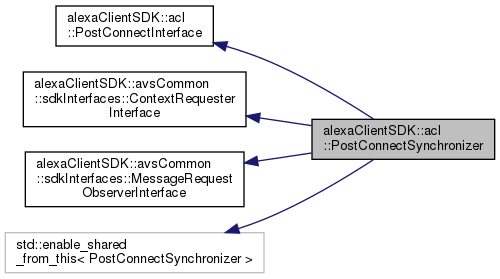 alexaClientSDK::acl
::PostConnectInterface
alexaClientSDK::avsCommon
::sdkInterfaces::ContextRequester
Interface
alexaClientSDK::avsCommon
::sdkInterfaces::MessageRequest
ObserverInterface
std::enable_shared
_from_this< PostConnectSynchronizer >
alexaClientSDK::acl
::PostConnectSynchronizer